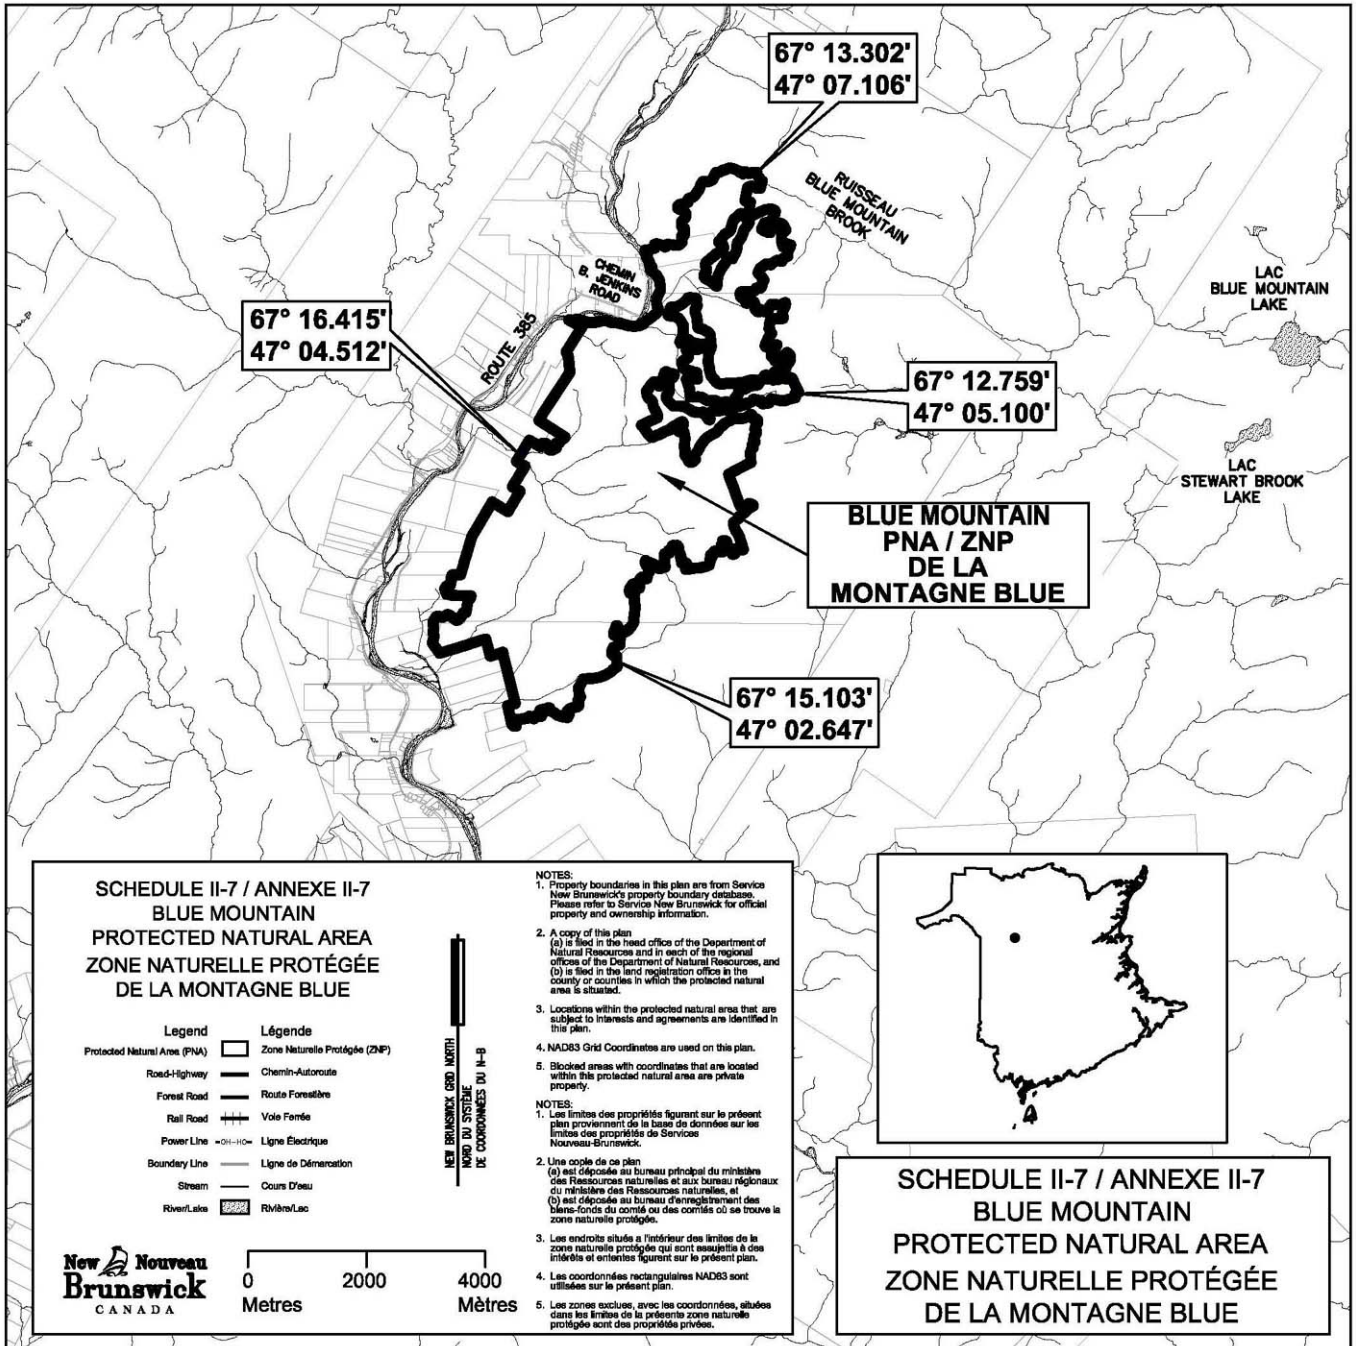 67° 13.302'
47° 07.106'
RUISSEAU
BLUE MOUNTAIN
BROOK
CHEMIN
B. JENKINS
ROAD
LAC
BLUE MOUNTAIN
LAKE
67° 16.415'
47° 04.512'
ROUTE 385
67° 12.759'
47° 05.100'
LAC
STEWART BROOK
LAKE
BLUE MOUNTAIN
PNA / ZNP
DE LA
MONTAGNE BLUE
67° 15.103'
47° 02.647'
SCHEDULE II-7 / ANNEXE II-7
BLUE MOUNTAIN
PROTECTED NATURAL AREA
ZONE NATURELLE PROTÉGÉE
DE LA MONTAGNE BLUE
Legend Légende
Protected Natural Area (PNA) Zone Naturelle Protégée (ZNP)
Road-Highway Chemin-Autoroute
Forest Road Route Forestière
Rail Road Voie Ferrée
Power Line -OH-HO- Ligne Électrique
Boundary Line Ligne de Démarcation
Stream Cours D'eau
River/Lake Rivière/Lac
NEW BRUNSWICK GRID NORTH
NORD DU SYSTÈME
DE COORDONNÉES DU N-B
New Nouveau
Brunswick
CANADA
0 2000 4000
Metres Mètres
NOTES:
1. Property boundaries in this plan are from Service
New Brunswick's property boundary database.
Please refer to Service New Brunswick for official
property and ownership information.
2. A copy of this plan
(a) is filed in the head office of the Department of
Natural Resources and in each of the regional
offices of the Department of Natural Resources, and
(b) is filed in the land registration office in the
county or counties in which the protected natural
area is situated.
3. Locations within the protected natural area that are
subject to interests and agreements are identified in
this plan.
4. NAD83 Grid Coordinates are used on this plan.
5. Blocked areas with coordinates that are located
within this protected natural area are private
property.
NOTES:
1. Les limites des propriétés figurant sur le présent
plan proviennent de la base de données sur les
limites des propriétés de Services
Nouveau-Brunswick.
2. Une copie de ce plan
(a) est déposée au bureau principal du ministère
des Ressources naturelles et aux bureau régionaux
du ministère des Ressources naturelles, et
(b) est déposée au bureau d'enregistrement des
biens-fonds du comté ou des comtés où se trouve la
zone naturelle protégée.
3. Les endroits situés a l'intérieur des limites de la
zone naturelle protégée qui sont assujettis à des
intérêts et ententes figurent sur le présent plan.
4. Les coordonnées rectangulaires NAD83 sont
utilisées sur le présent plan.
5. Les zones exclues, avec les coordonnées, situées
dans les limites de la présente zone naturelle
protégée sont des propriétés privées.
SCHEDULE II-7 / ANNEXE II-7
BLUE MOUNTAIN
PROTECTED NATURAL AREA
ZONE NATURELLE PROTÉGÉE
DE LA MONTAGNE BLUE